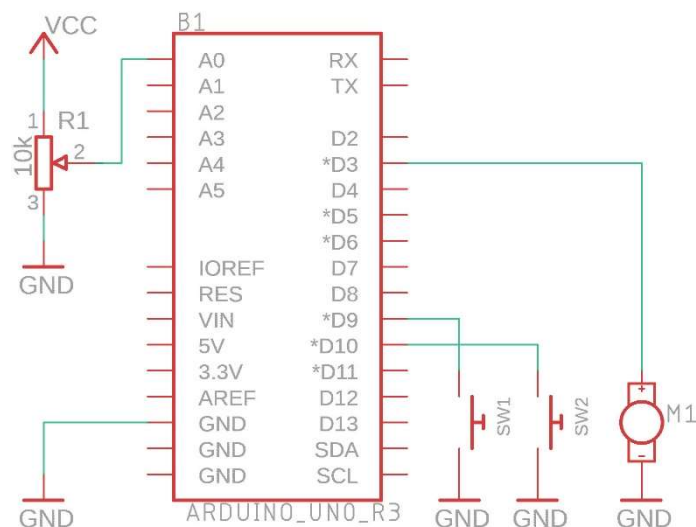 VCC
B1
1
R1
10k
2
3
GND
A0
A1
A2
A3
A4
A5
IOREF
RES
VIN
5V
3.3V
AREF
GND
GND
GND
RX
TX
D2
*D3
D4
*D5
*D6
D7
D8
*D9
*D10
*D11
D12
D13
SDA
SCL
SW1
SW2
+
M1
-
GND
ARDUINO_UNO_R3
GND
GND
GND